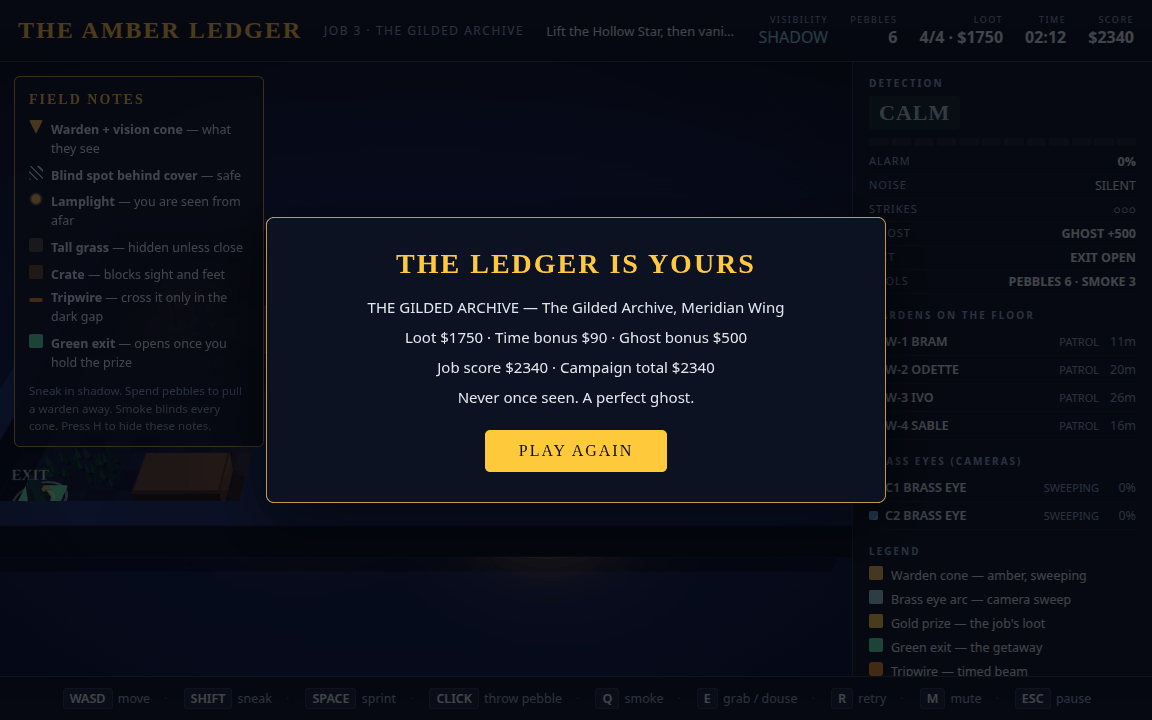 THE AMBER LEDGER
JOB 3 · THE GILDED ARCHIVE
Lift the Hollow Star, then vani...
VISIBILITY
SHADOW
PEBBLES
6
LOOT
4/4 · $1750
TIME
02:12
SCORE
$2340
FIELD NOTES
Warden + vision cone — what
they see
Blind spot behind cover — safe
Lamplight — you are seen from
afar
Tall grass — hidden unless close
Crate — blocks sight and feet
Tripwire — cross it only in the
dark gap
Green exit — opens once you
hold the prize
Sneak in shadow. Spend pebbles to pull
a warden away. Smoke blinds every
cone. Press H to hide these notes.
EXIT
THE LEDGER IS YOURS
THE GILDED ARCHIVE — The Gilded Archive, Meridian Wing
Loot $1750 · Time bonus $90 · Ghost bonus $500
Job score $2340 · Campaign total $2340
Never once seen. A perfect ghost.
PLAY AGAIN
DETECTION
CALM
ALARM 0%
NOISE SILENT
STRIKES ○○○
GHOST +500
EXIT OPEN
PEBBLES 6 · SMOKE 3
ON THE FLOOR
W-1 BRAM PATROL 11m
W-2 ODETTE PATROL 20m
W-3 IVO PATROL 26m
W-4 SABLE PATROL 16m
EYES (CAMERAS)
C1 BRASS EYE SWEEPING 0%
C2 BRASS EYE SWEEPING 0%
LEGEND
Warden cone — amber, sweeping
Brass eye arc — camera sweep
Gold prize — the job's loot
Green exit — the getaway
Tripwire — timed beam
WASD move · SHIFT sneak · SPACE sprint · CLICK throw pebble · Q smoke · E grab / douse · R retry · M mute · ESC pause